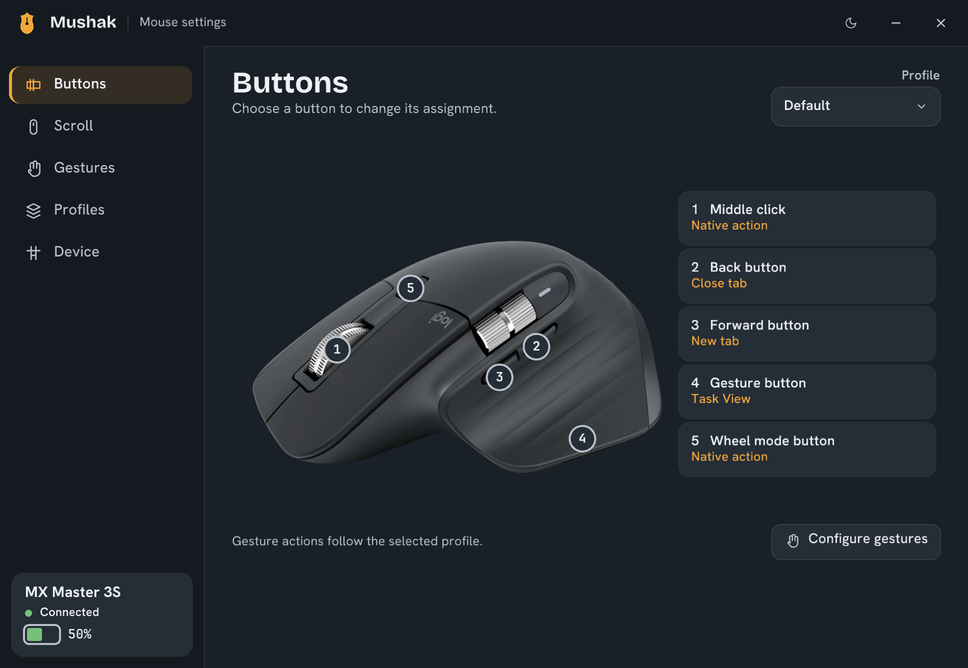 Mushak
Mouse settings
Buttons
Scroll
Gestures
Profiles
Device
MX Master 3S
Connected
50%
Buttons
Choose a button to change its assignment.
Profile
Default
logi
1
2
3
4
5
1 Middle click
Native action
2 Back button
Close tab
3 Forward button
New tab
4 Gesture button
Task View
5 Wheel mode button
Native action
Gesture actions follow the selected profile.
Configure gestures